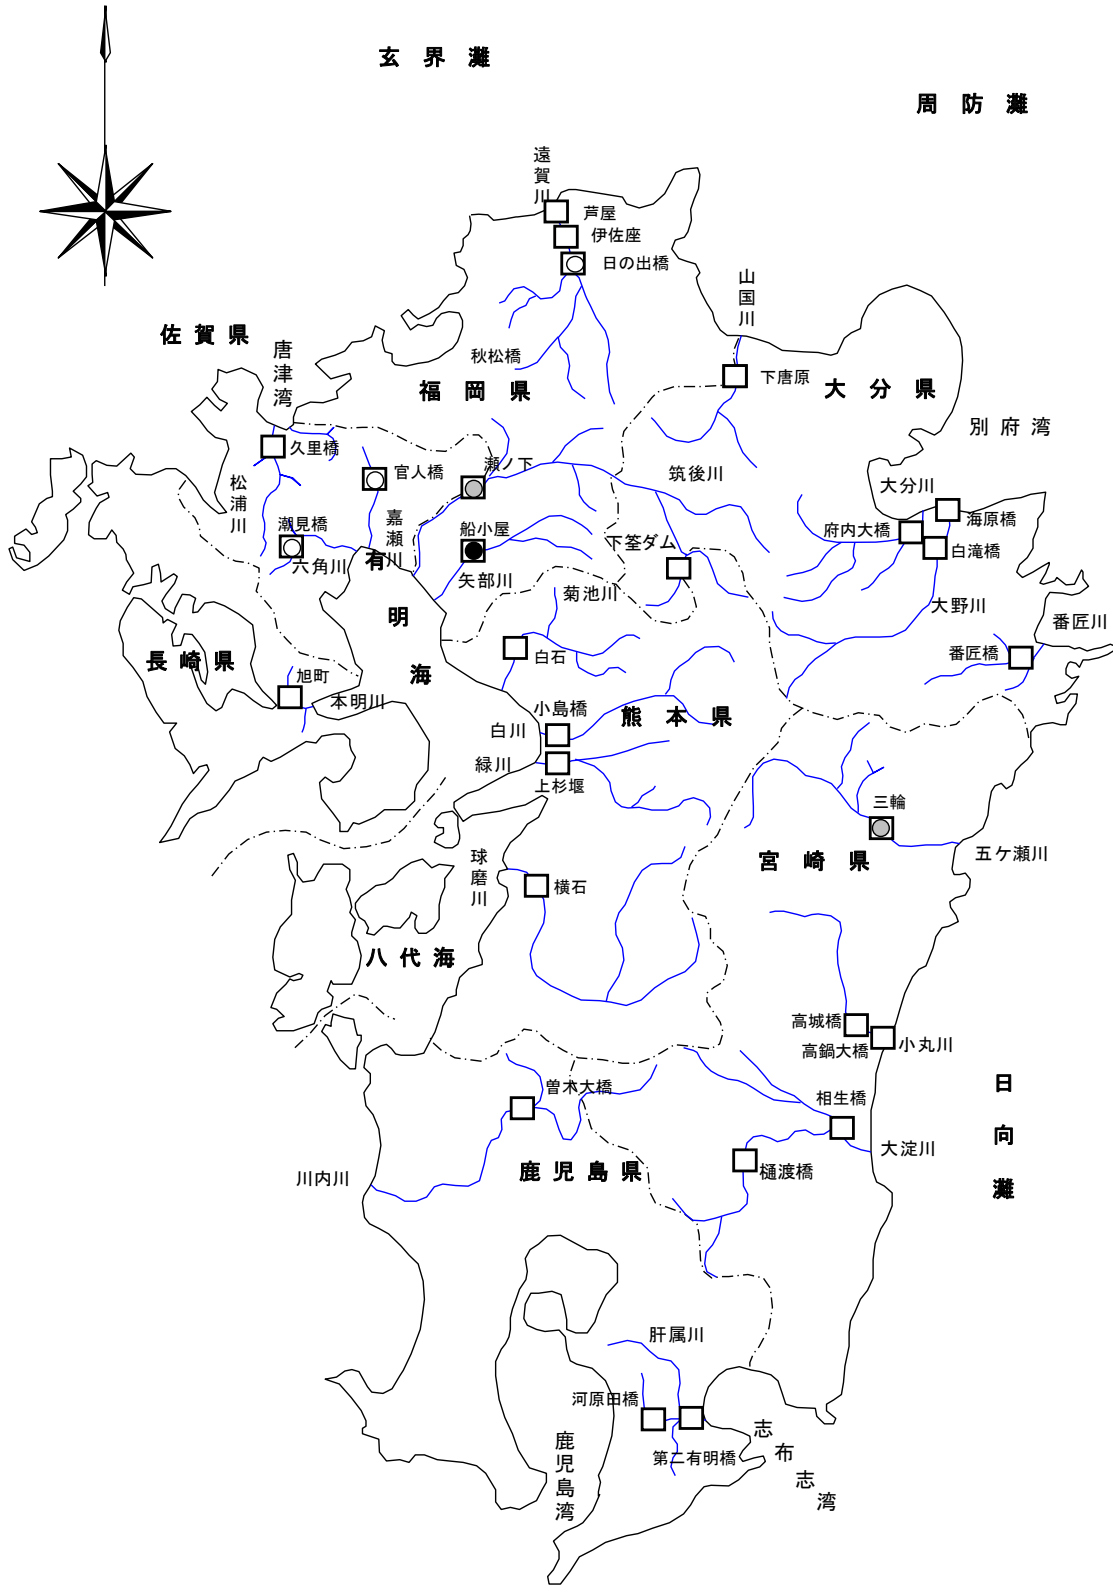 玄界灘
周防灘
遠賀川
芦屋
伊佐座
日の出橋
山国川
佐賀県
唐津湾
秋松橋
福岡県
下唐原
大分県
別府湾
久里橋
官人橋
瀬ノ下
筑後川
松浦川
大分川
海原橋
潮見橋
嘉瀬川
船小屋
府内大橋
白滝橋
下筌ダム
六角川
矢部川
菊池川
大野川
有明海
番匠川
番匠橋
長崎県
白石
旭町
本明川
小島橋
白川
熊本県
緑川
上杉堰
三輪
球磨川
宮崎県
五ケ瀬川
横石
八代海
高城橋
高鍋大橋
小丸川
曽木大橋
相生橋
日向灘
大淀川
川内川
鹿児島県
樋渡橋
肝属川
河原田橋
鹿児島湾
第二有明橋
志布志湾